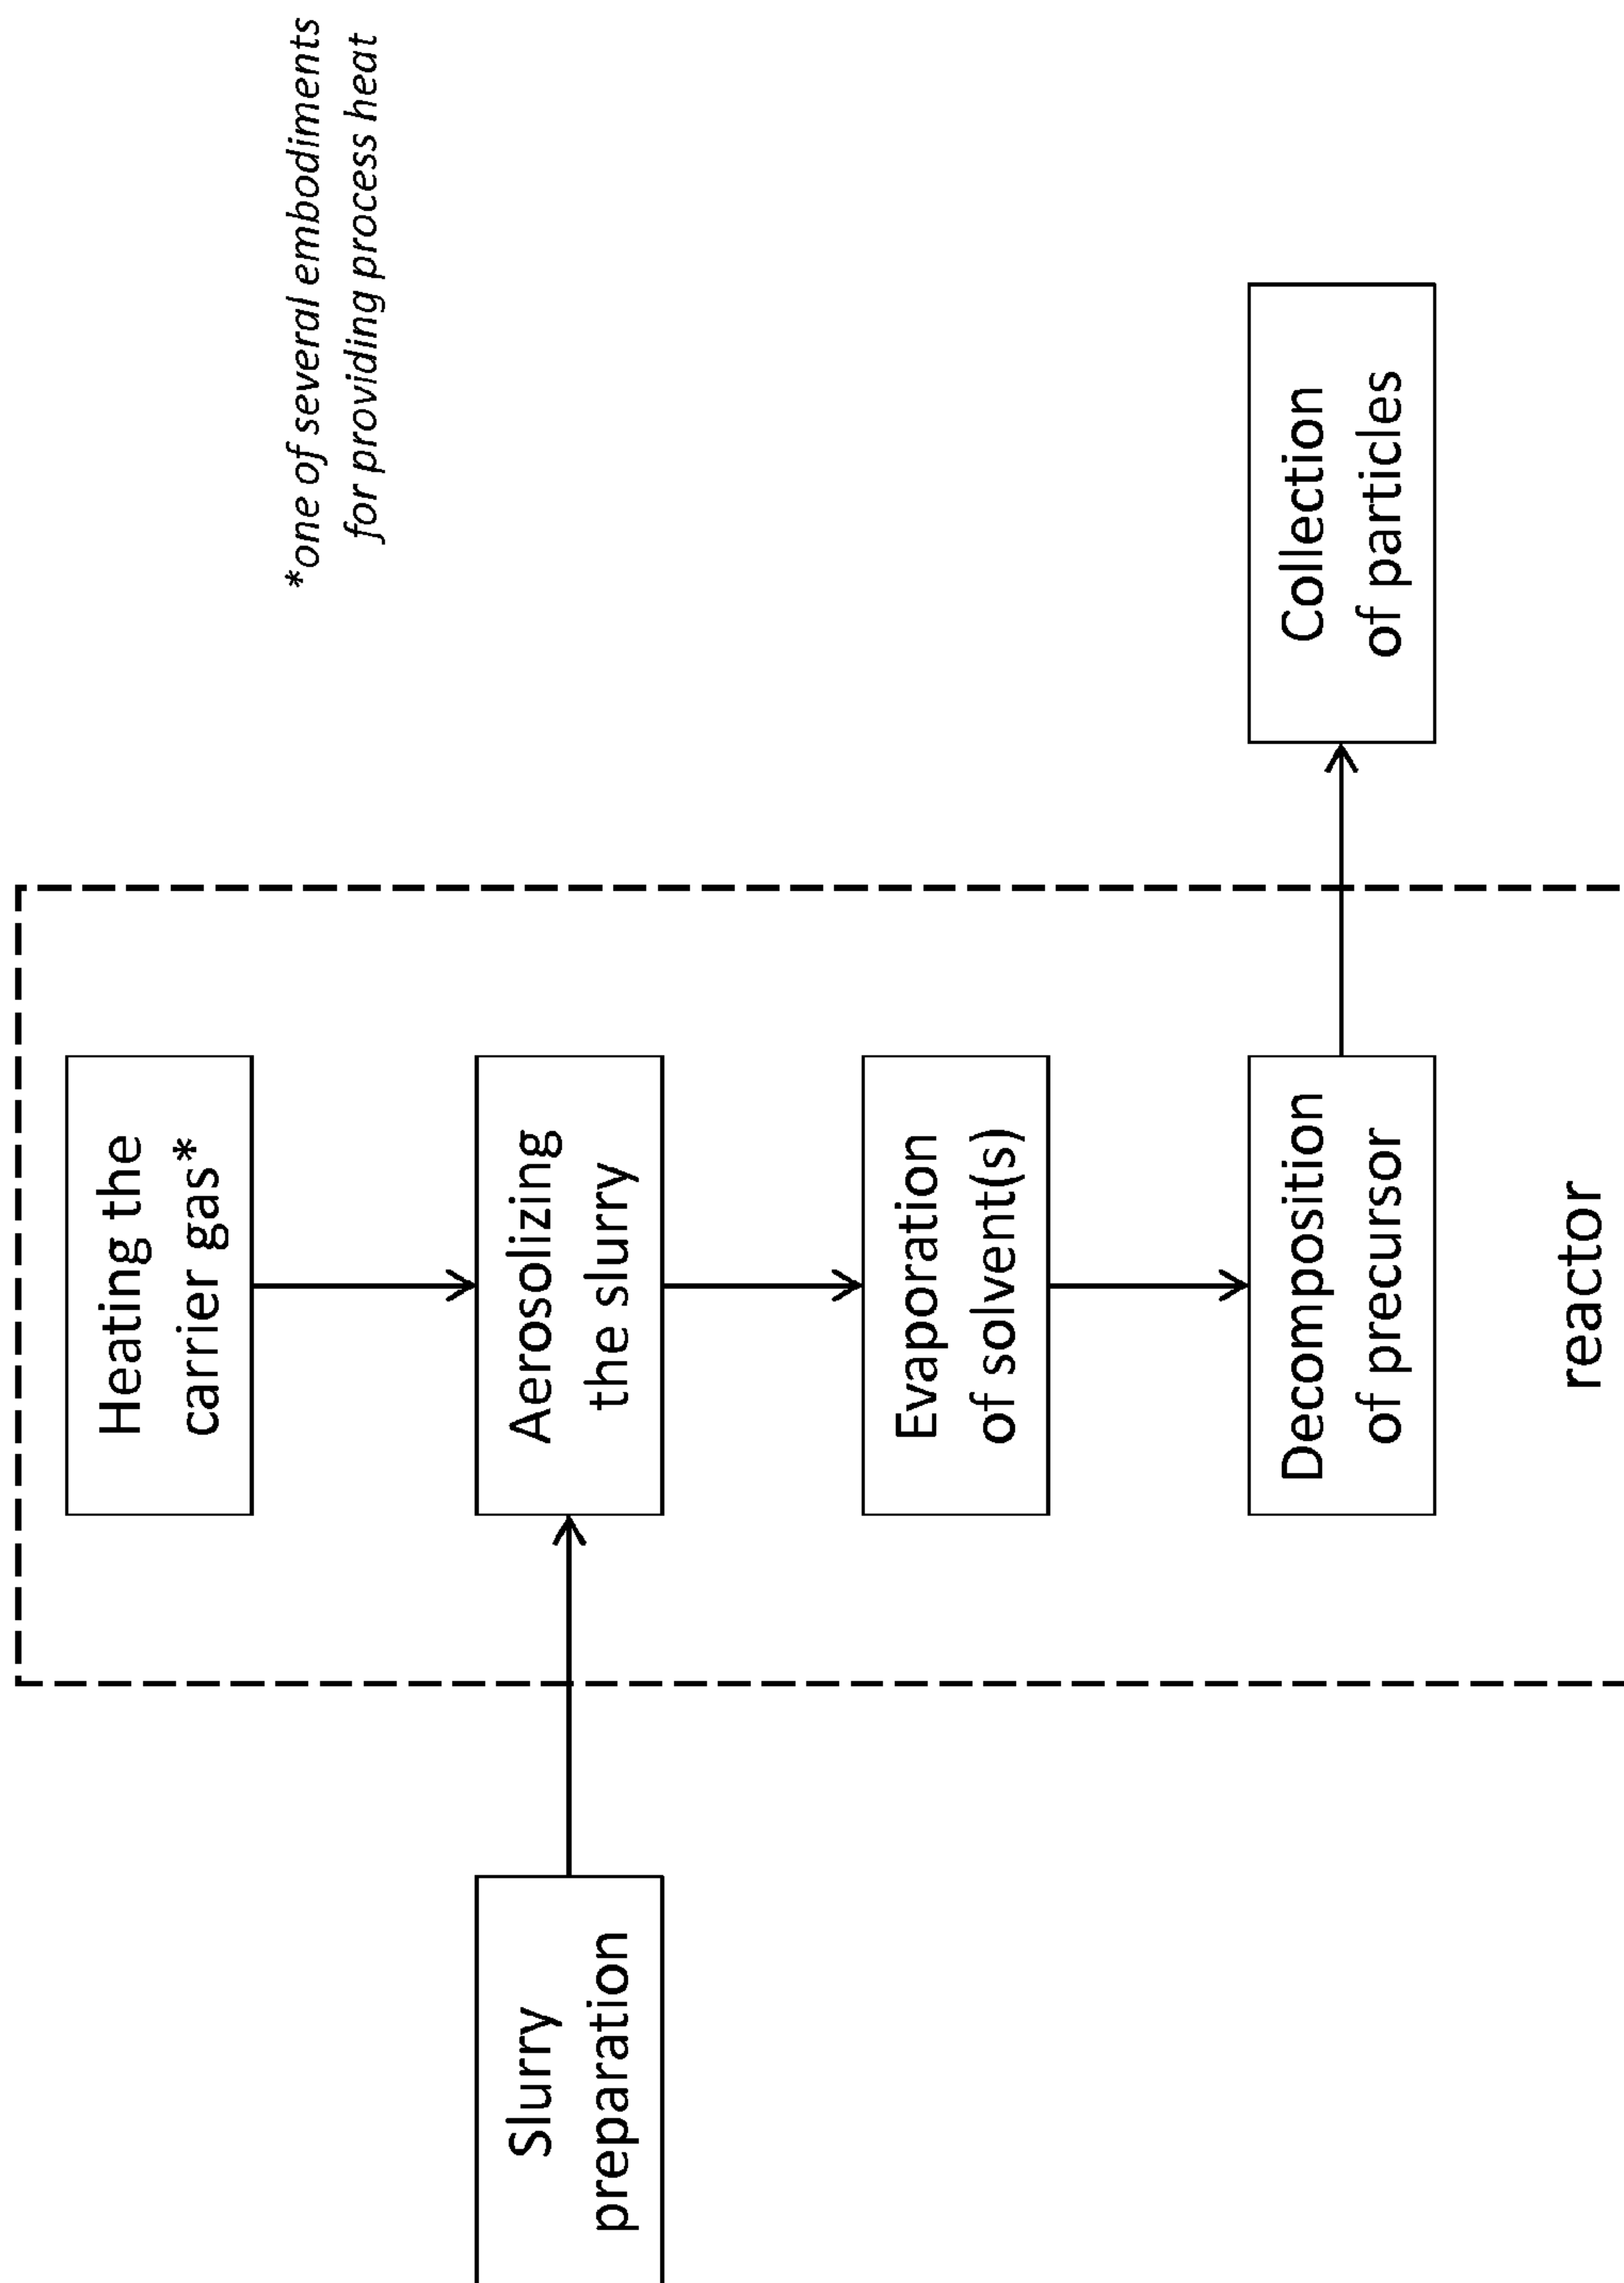 *one of several embodiments
for providing process heat
Heating the
carrier gas*
Slurry
preparation
Aerosolizing
the slurry
Evaporation
of solvent(s)
Decomposition
of precursor
Collection
of particles
reactor